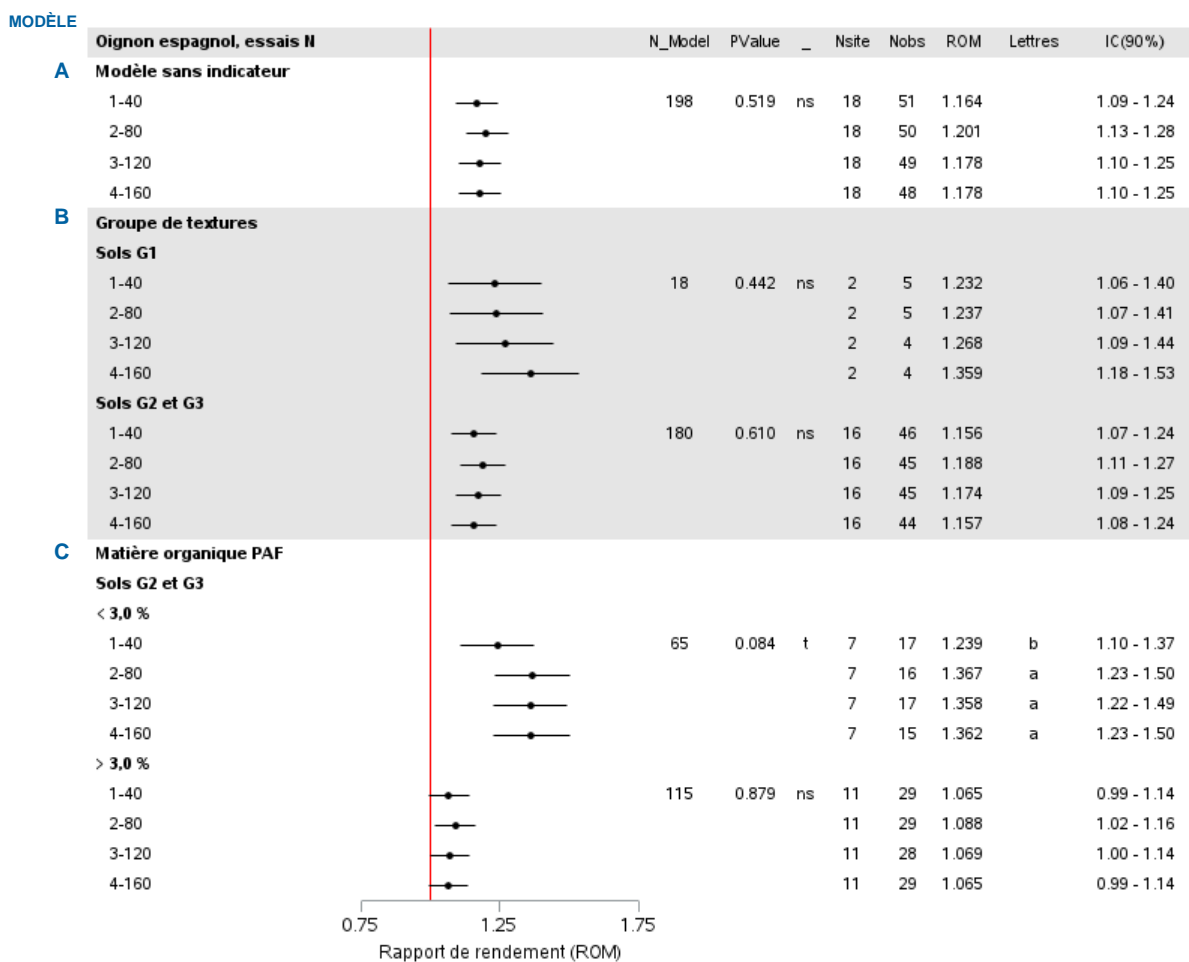 MODÈLE
Oignon espagnol, essais N N_Model PValue _ Nsite Nobs ROM Lettres IC(90%)
A Modèle sans indicateur
1-40 198 0.519 ns 18 51 1.164 1.09 - 1.24
2-80 18 50 1.201 1.13 - 1.28
3-120 18 49 1.178 1.10 - 1.25
4-160 18 48 1.178 1.10 - 1.25
B Groupe de textures
Sols G1
1-40 18 0.442 ns 2 5 1.232 1.06 - 1.40
2-80 2 5 1.237 1.07 - 1.41
3-120 2 4 1.268 1.09 - 1.44
4-160 2 4 1.359 1.18 - 1.53
Sols G2 et G3
1-40 180 0.610 ns 16 46 1.156 1.07 - 1.24
2-80 16 45 1.188 1.11 - 1.27
3-120 16 45 1.174 1.09 - 1.25
4-160 16 44 1.157 1.08 - 1.24
C Matière organique PAF
Sols G2 et G3
< 3,0 %
1-40 65 0.084 t 7 17 1.239 b 1.10 - 1.37
2-80 7 16 1.367 a 1.23 - 1.50
3-120 7 17 1.358 a 1.22 - 1.49
4-160 7 15 1.362 a 1.23 - 1.50
> 3,0 %
1-40 115 0.879 ns 11 29 1.065 0.99 - 1.14
2-80 11 29 1.088 1.02 - 1.16
3-120 11 28 1.069 1.00 - 1.14
4-160 11 29 1.065 0.99 - 1.14
0.75 1.25 1.75
Rapport de rendement (ROM)